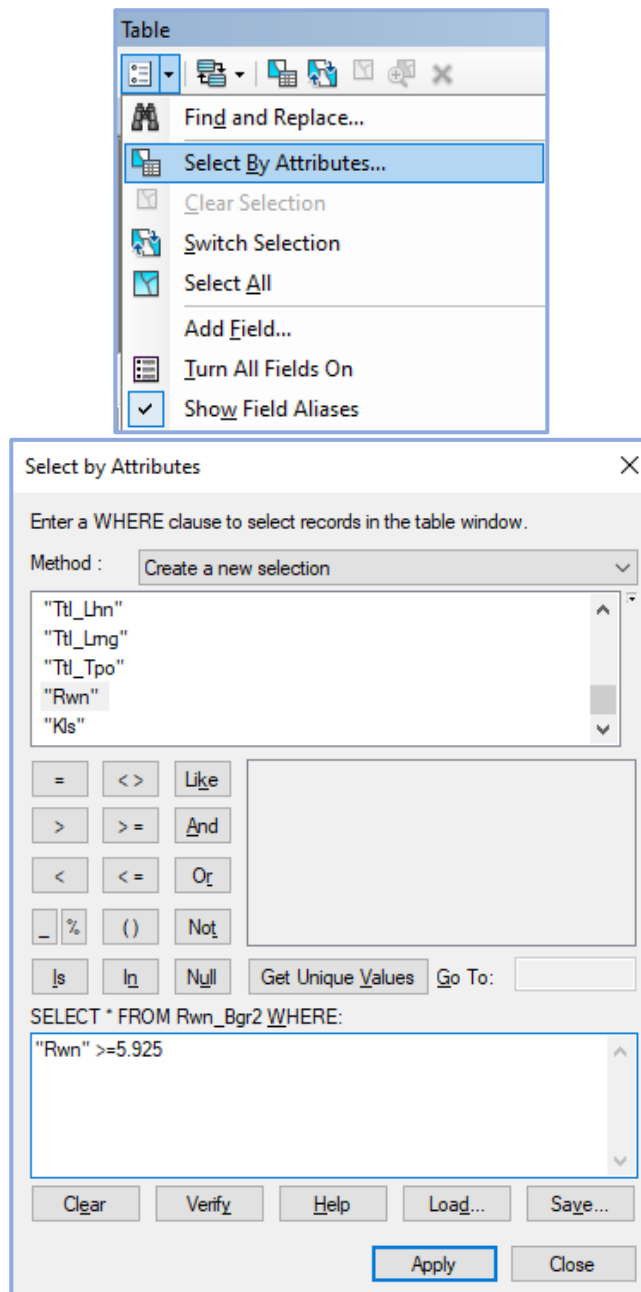 Table
Find and Replace...
Select By Attributes...
Clear Selection
Switch Selection
Select All
Add Field...
Turn All Fields On
Show Field Aliases
Select by Attributes
Enter a WHERE clause to select records in the table window.
Method : Create a new selection
"Ttl_Lhn"
"Ttl_Lmg"
"Ttl_Tpo"
"Rwn"
"Kls"
= < > Like
> > = And
< < = Or
_ % ( ) Not
Is In Null Get Unique Values Go To:
SELECT * FROM Rwn_Bgr2 WHERE:
"Rwn" >=5.925
Clear Verify Help Load... Save...
Apply Close